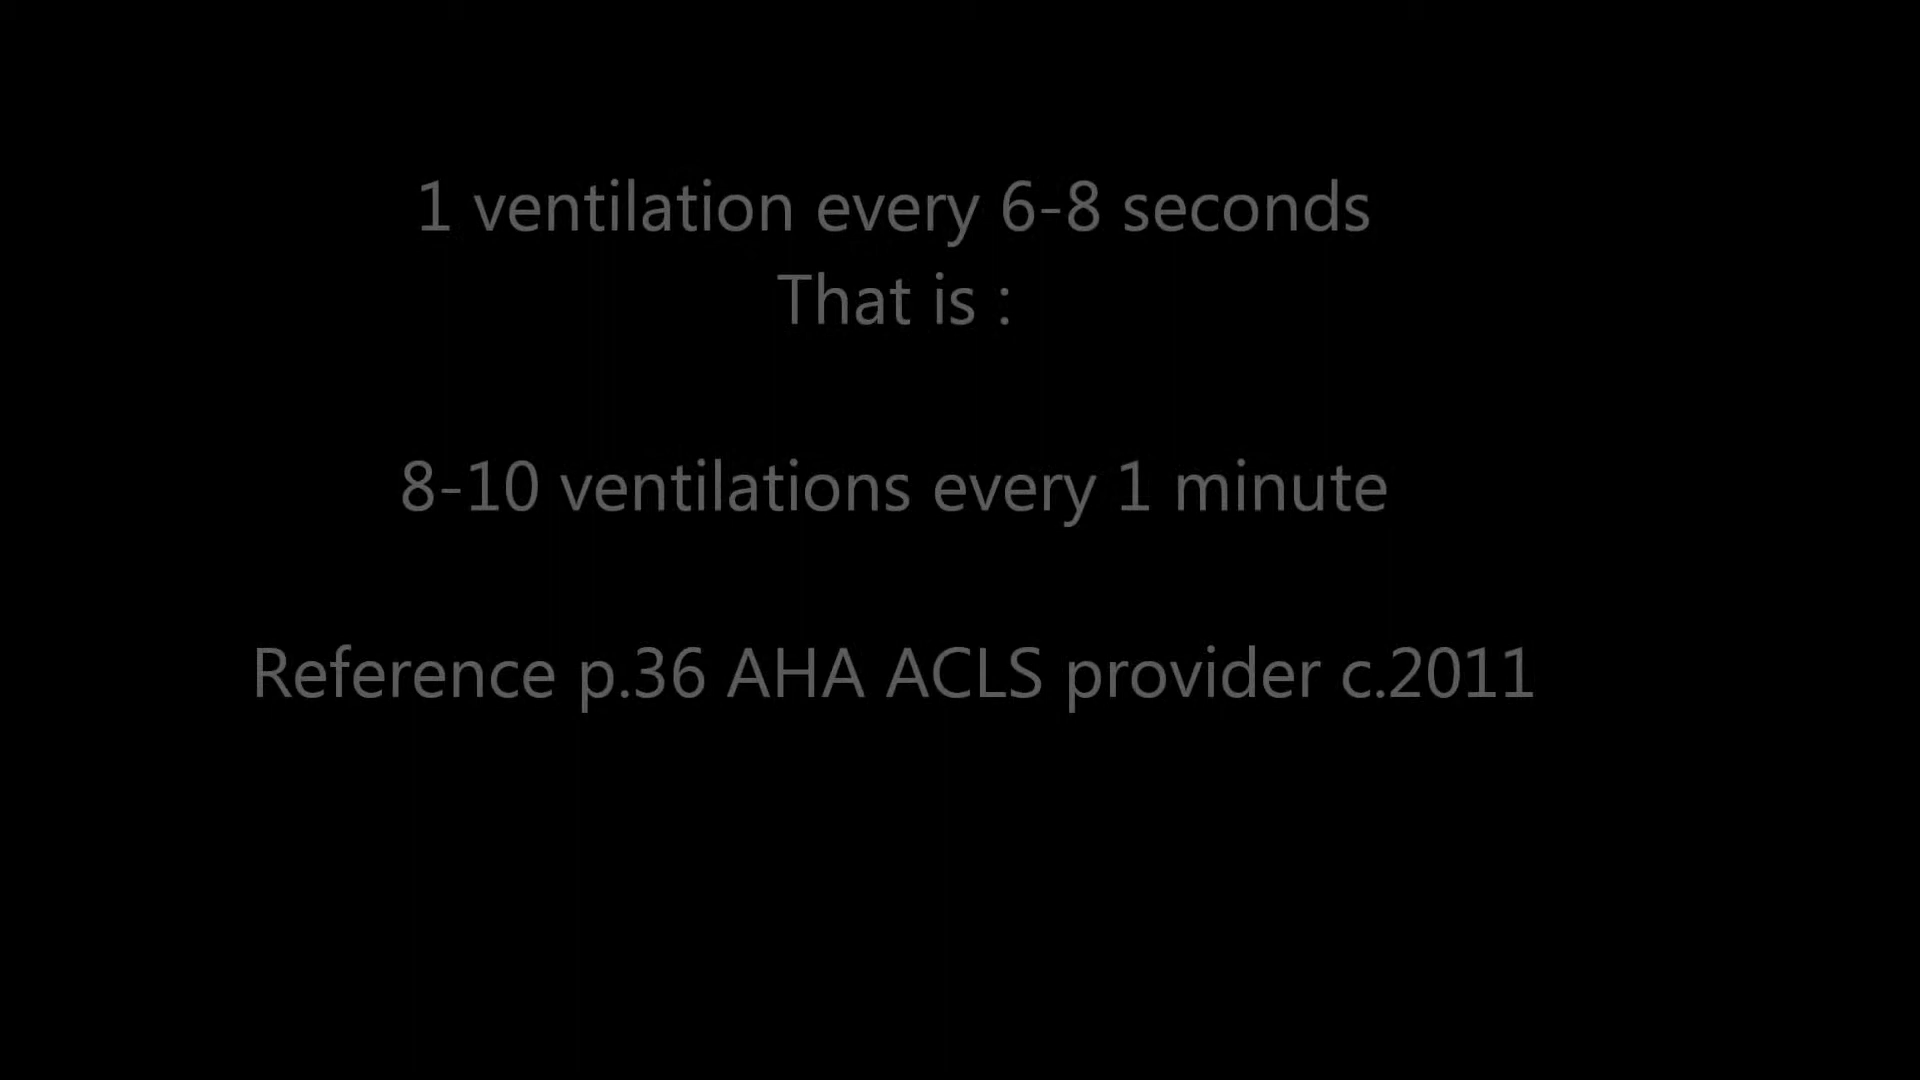 1 ventilation every 6-8 seconds
That is :
8-10 ventilations every 1 minute
Reference p.36 AHA ACLS provider c.2011